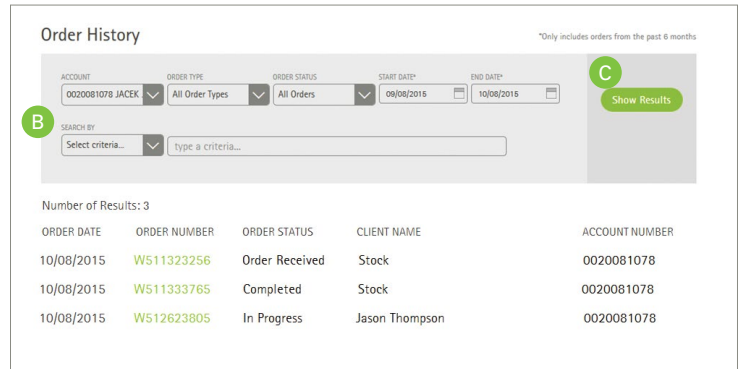 Order History
*Only includes orders from the past 6 months
C
ACCOUNT ORDER TYPE ORDER STATUS START DATE* END DATE*
0020081078 JACEK All Order Types All Orders 09/08/2015 10/08/2015
Show Results
B
SEARCH BY
Select criteria... type a criteria...
Number of Results: 3
ORDER DATE ORDER NUMBER ORDER STATUS CLIENT NAME ACCOUNT NUMBER
10/08/2015 W511323256 Order Received Stock 0020081078
10/08/2015 W511333765 Completed Stock 0020081078
10/08/2015 W512623805 In Progress Jason Thompson 0020081078